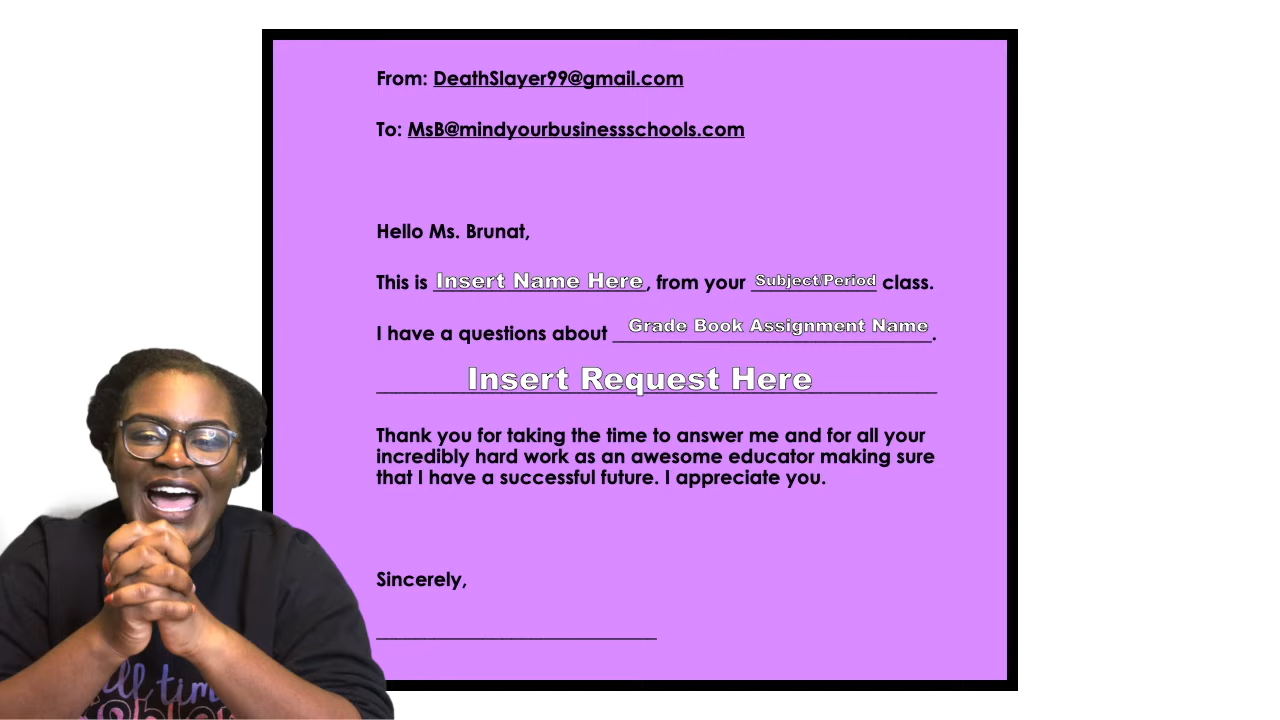 From: DeathSlayer99@gmail.com
To: MsB@mindyourbusinessschools.com
Hello Ms. Brunat,
This is Insert Name Here, from your Subject/Period class.
I have a questions about Grade Book Assignment Name.
Insert Request Here
Thank you for taking the time to answer me and for all your
incredibly hard work as an awesome educator making sure
that I have a successful future. I appreciate you.
Sincerely,